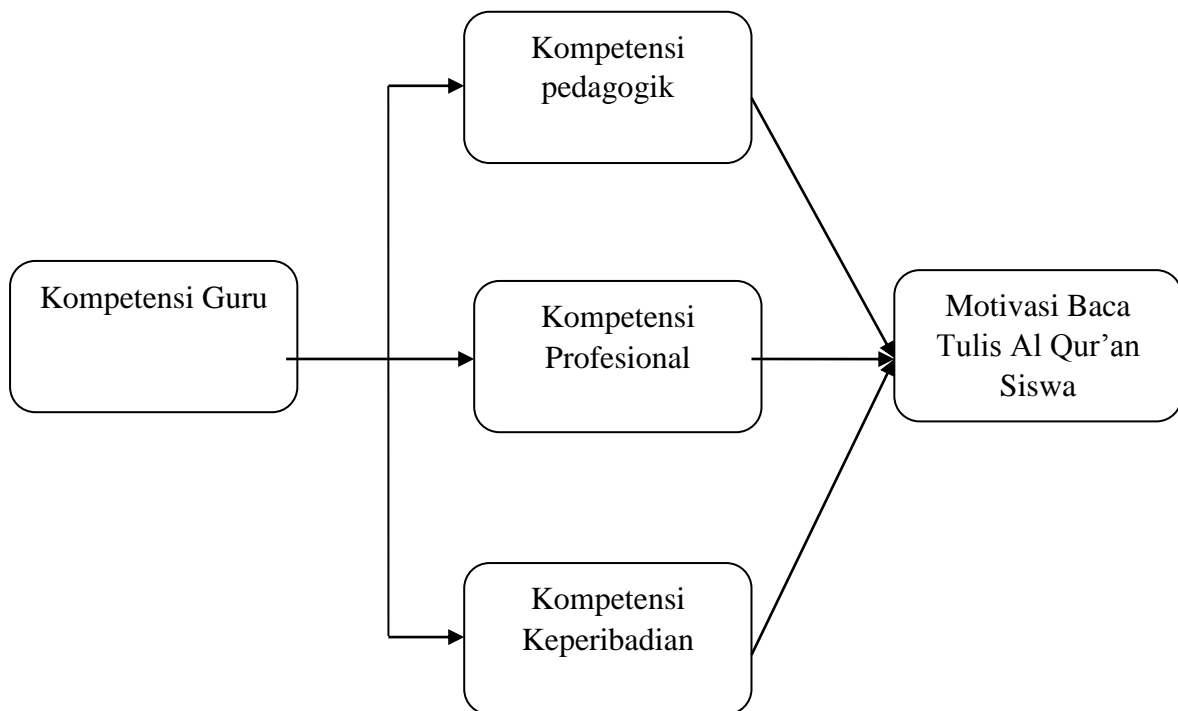 Kompetensi
pedagogik
Kompetensi Guru
Kompetensi
Profesional
Motivasi Baca
Tulis Al Qur’an
Siswa
Kompetensi
Keperibadian